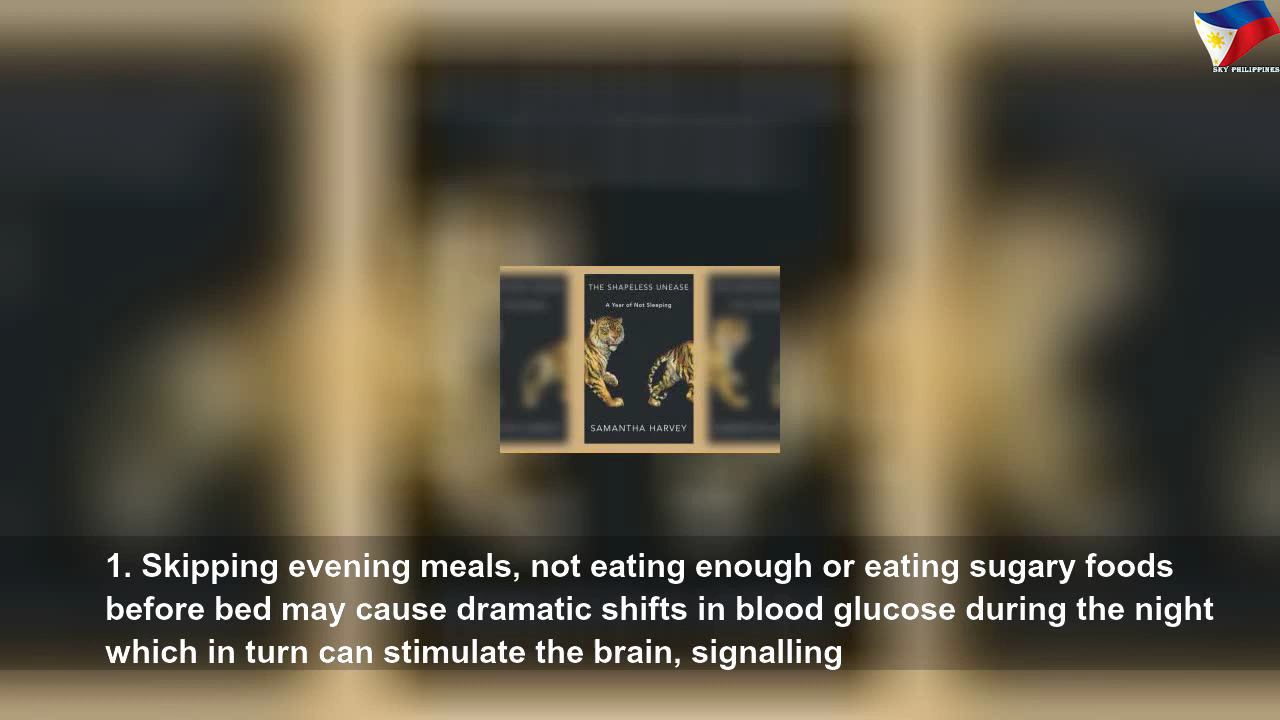 SKY PHILIPPINES
THE SHAPELESS UNEASE
A Year of Not Sleeping
SAMANTHA HARVEY
1. Skipping evening meals, not eating enough or eating sugary foods
before bed may cause dramatic shifts in blood glucose during the night
which in turn can stimulate the brain, signalling